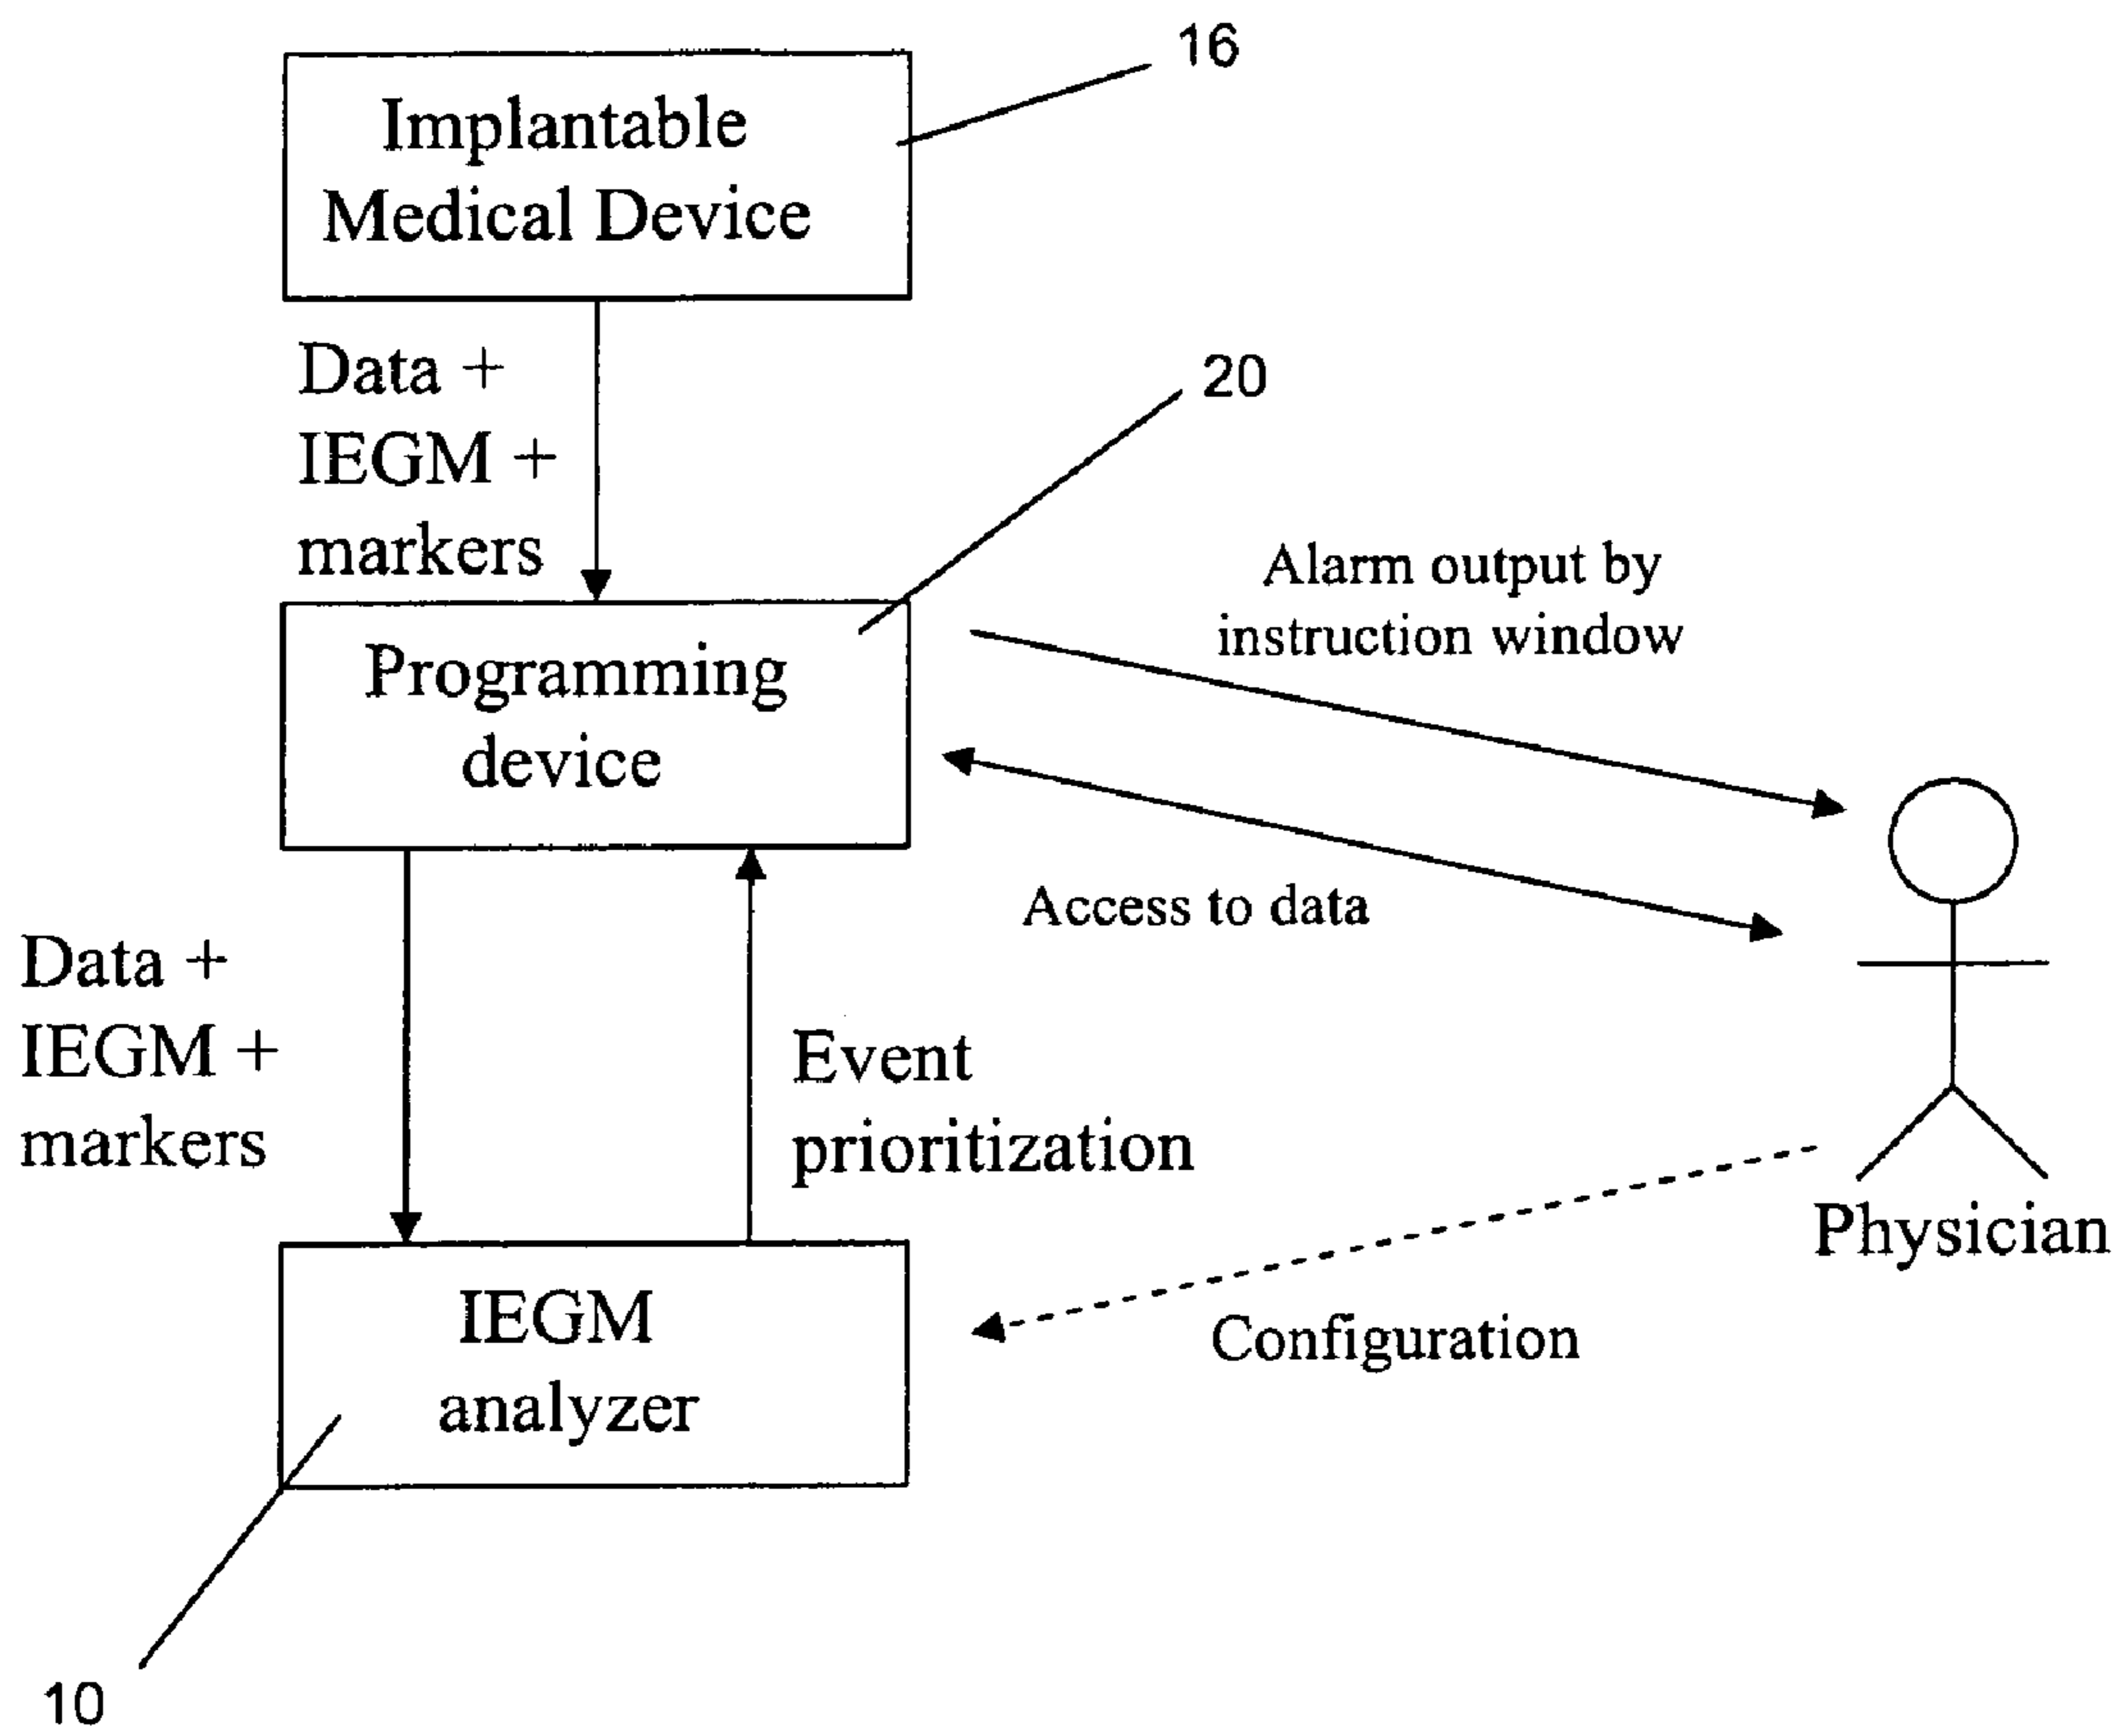 16
Implantable
Medical Device
Data +
IEGM +
markers
20
Alarm output by
instruction window
Programming
device
Access to data
Data +
IEGM +
markers
Event
prioritization
Physician
IEGM
analyzer
Configuration
10